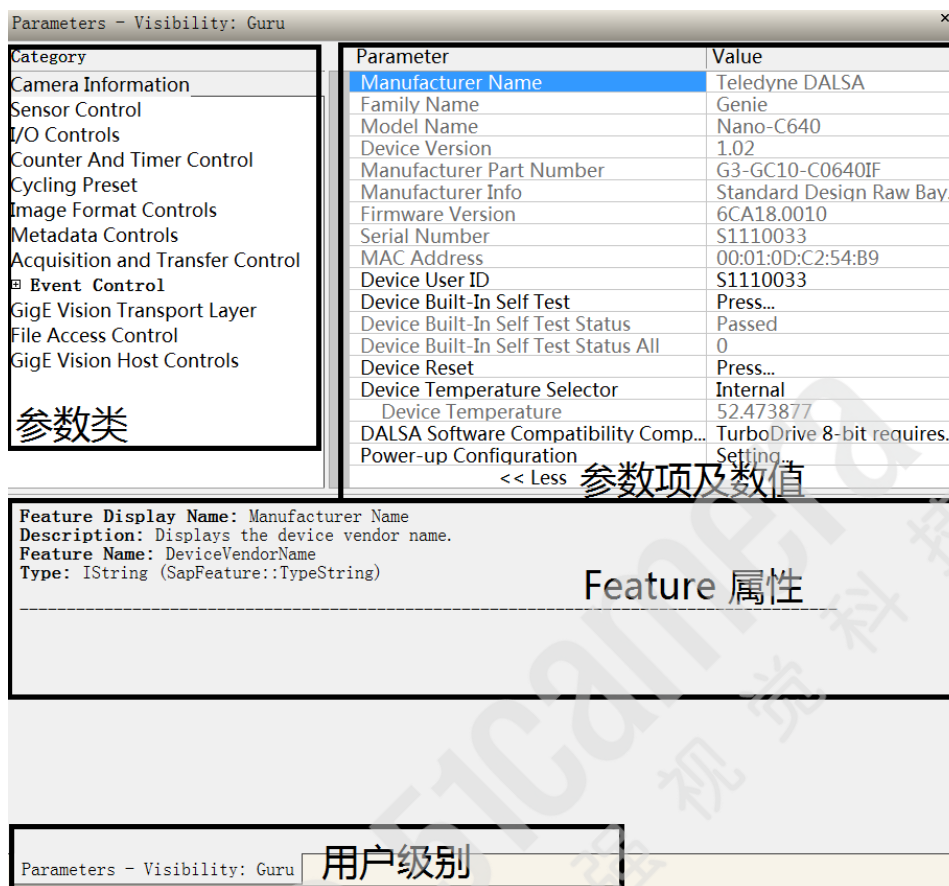 Parameters - Visibility: Guru ×
Category
Camera Information
Sensor Control
I/O Controls
Counter And Timer Control
Cycling Preset
Image Format Controls
Metadata Controls
Acquisition and Transfer Control
Event Control
GigE Vision Transport Layer
File Access Control
GigE Vision Host Controls
参数类
Parameter Value
Manufacturer Name Teledyne DALSA
Family Name Genie
Model Name Nano-C640
Device Version 1.02
Manufacturer Part Number G3-GC10-C0640IF
Manufacturer Info Standard Design Raw Bay.
Firmware Version 6CA18.0010
Serial Number S1110033
MAC Address 00:01:0D:C2:54:B9
Device User ID S1110033
Device Built-In Self Test Press...
Device Built-In Self Test Status Passed
Device Built-In Self Test Status All 0
Device Reset Press...
Device Temperature Selector Internal
Device Temperature 52.473877
DALSA Software Compatibility Comp... TurboDrive 8-bit requires.
Power-up Configuration Setting...
<< Less
参数项及数值
Feature Display Name: Manufacturer Name
Description: Displays the device vendor name.
Feature Name: DeviceVendorName
Type: IString (SapFeature::TypeString)
Feature 属性
Parameters - Visibility: Guru
用户级别
51camera
强视觉科技